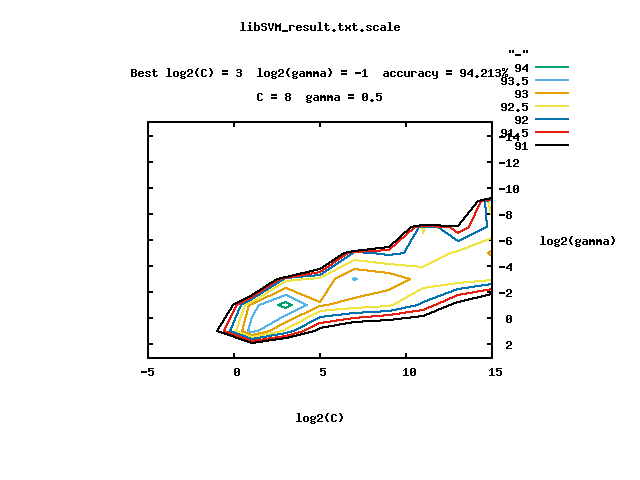 libSVM_result.txt.scale
"-"
Best log2(C) = 3 log2(gamma) = -1 accuracy = 94.213%
C = 8 gamma = 0.5
94
93.5
93
92.5
92
91.5
91
-14
-12
-10
-8
-6
-4
-2
0
2
log2(gamma)
-5 0 5 10 15
log2(C)